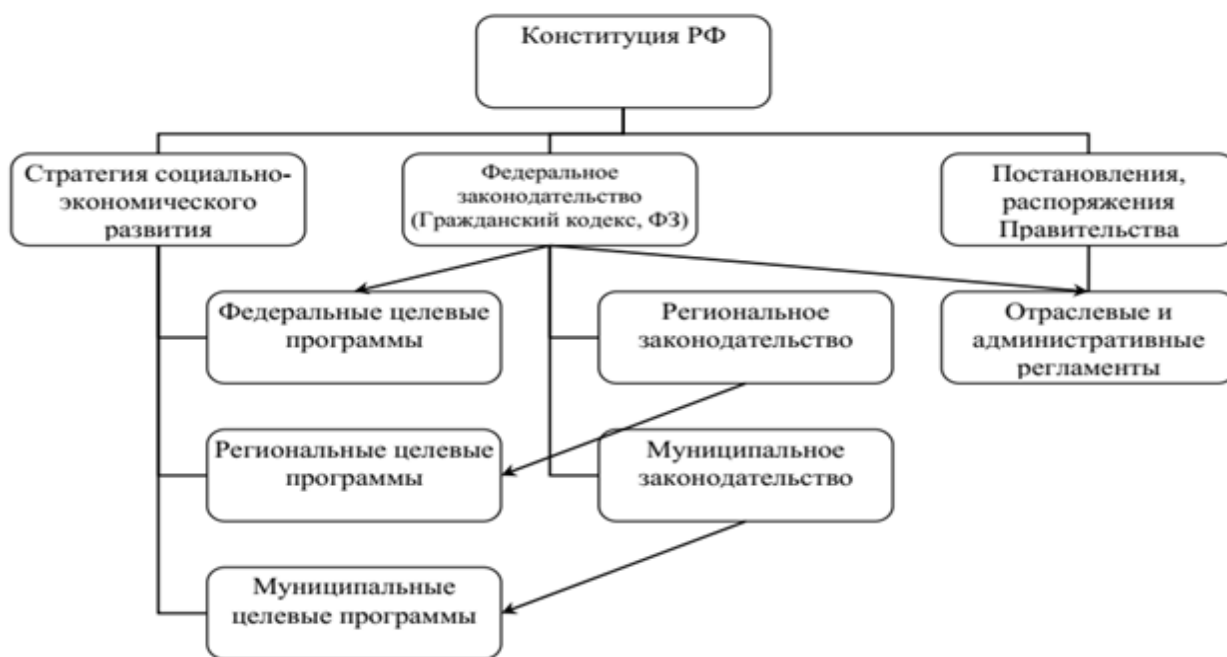 Конституция РФ
Стратегия социально-
экономического
развития
Федеральное
законодательство
(Гражданский кодекс, ФЗ)
Постановления,
распоряжения
Правительства
Федеральные целевые
программы
Региональное
законодательство
Отраслевые и
административные
регламенты
Региональные целевые
программы
Муниципальное
законодательство
Муниципальные
целевые программы